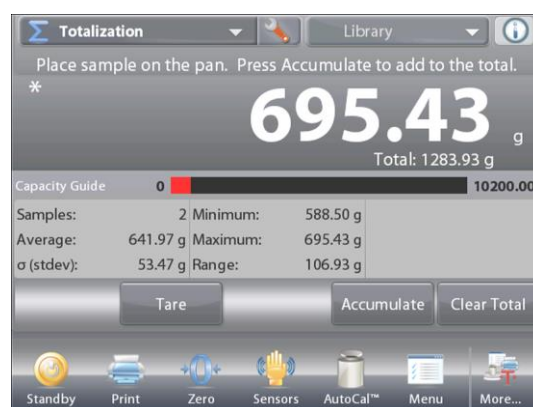 Σ Totalization Library
Place sample on the pan. Press Accumulate to add to the total.
*
695.43 g
Total: 1283.93 g
Capacity Guide 0 10200.00
Samples: 2 Minimum: 588.50 g
Average: 641.97 g Maximum: 695.43 g
σ (stdev): 53.47 g Range: 106.93 g
Tare Accumulate Clear Total
Standby Print Zero Sensors AutoCal™ Menu More...